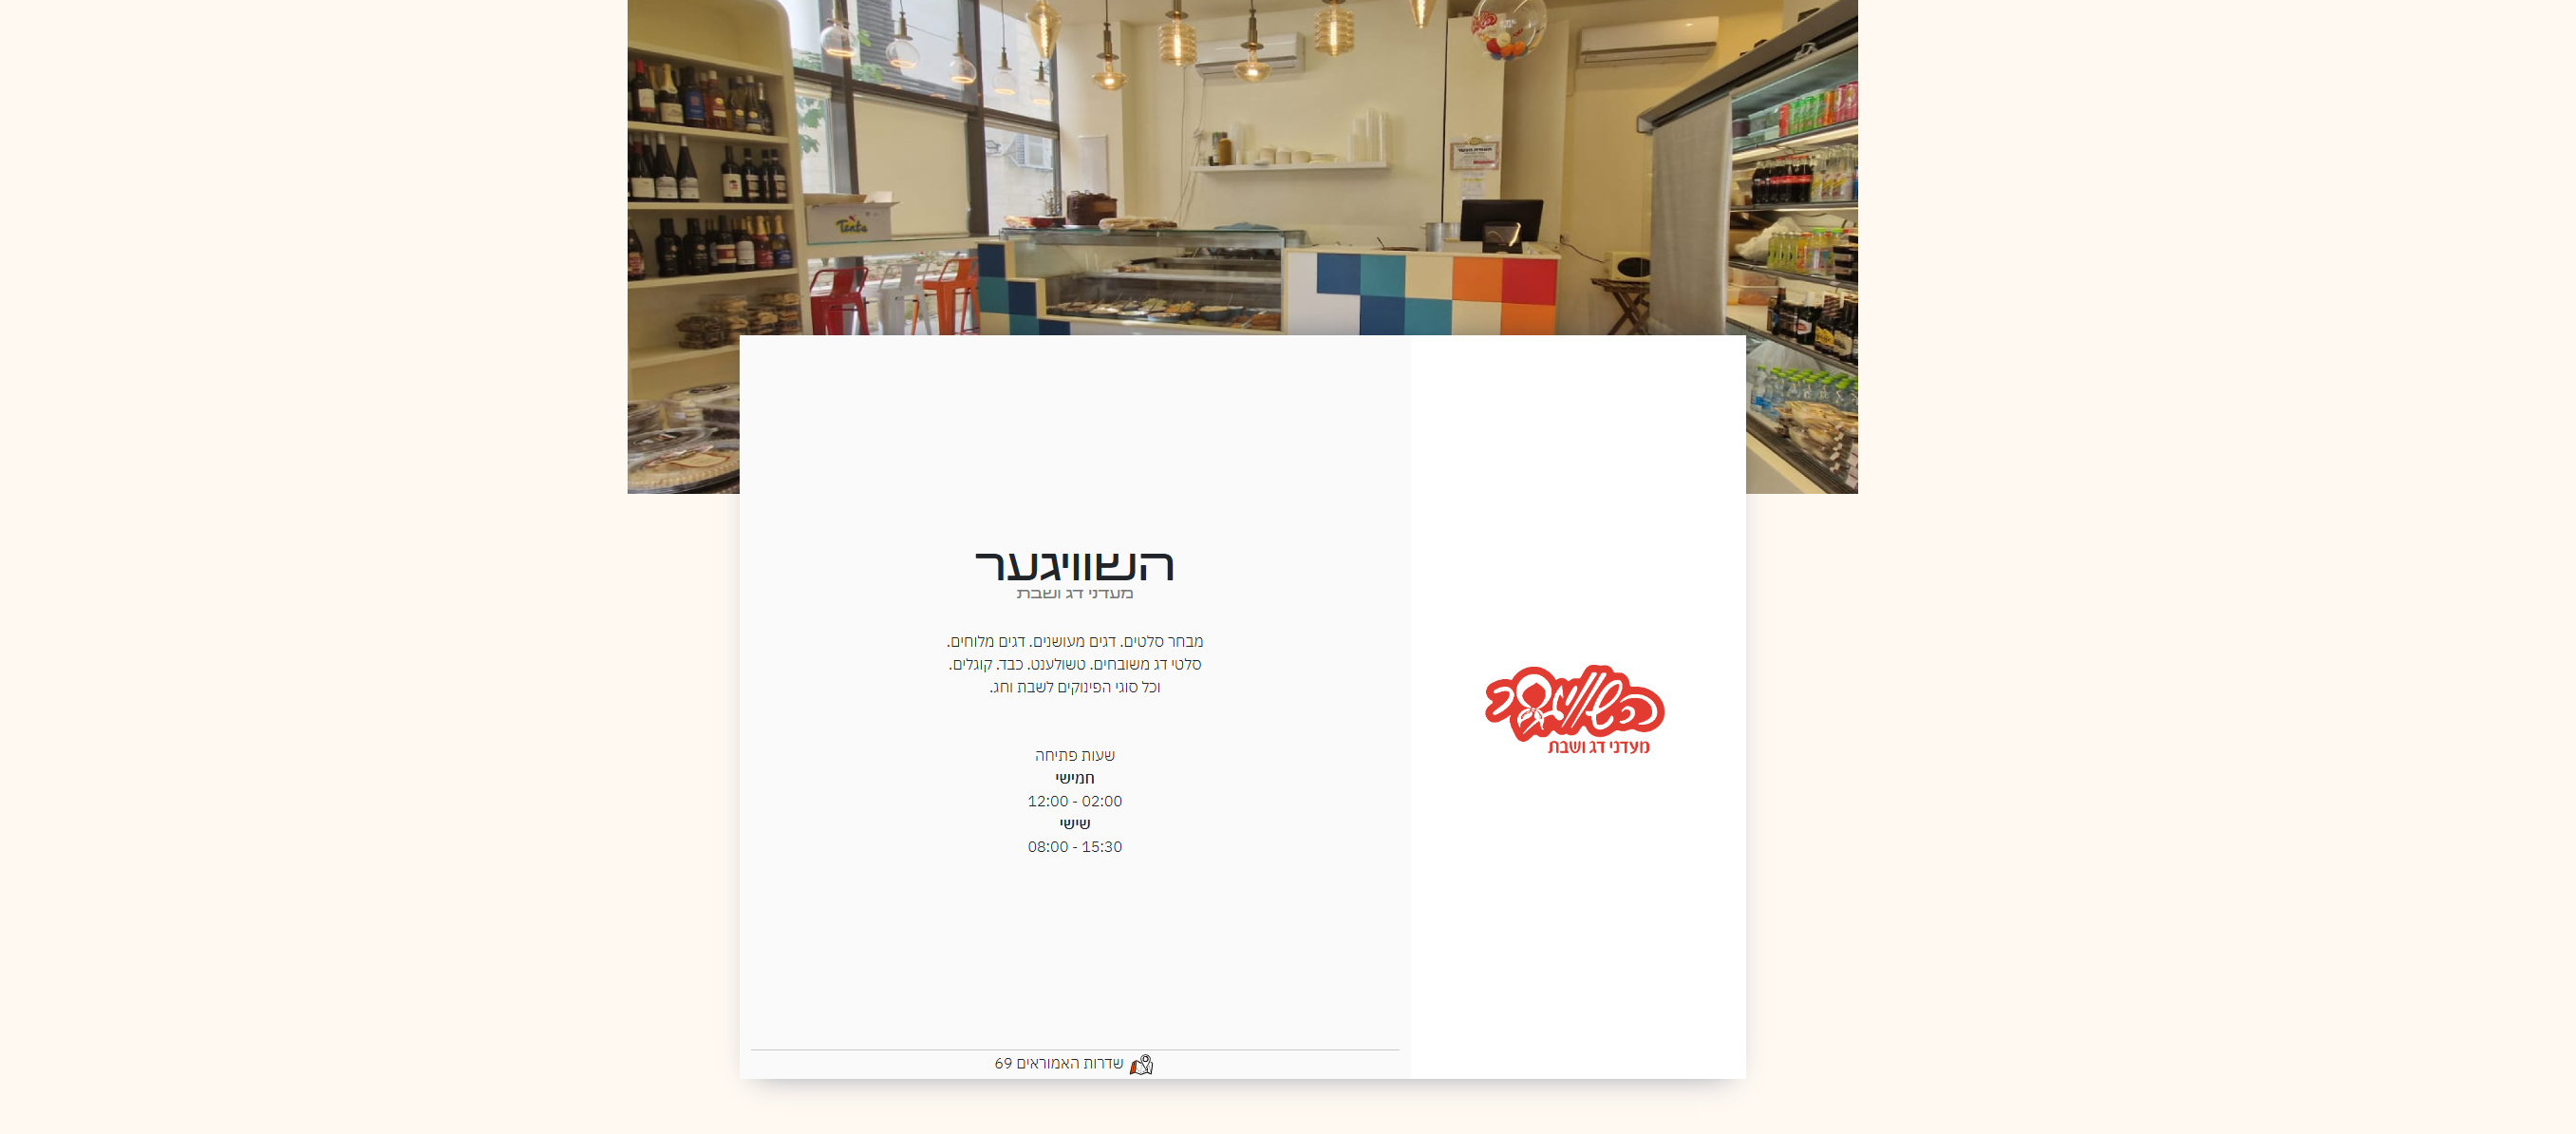 Tenta
השוויגער
מעדני דג ושבת
מבחר סלטים. דגים מעושנים. דגים מלוחים.
סלטי דג משובחים. טשולענט. כבד. קוגלים.
וכל סוגי הפינוקים לשבת וחג.
שעות פתיחה
חמישי
12:00 - 02:00
שישי
08:00 - 15:30
שדרות האמוראים 69
השוויגער
מעדני דג ושבת